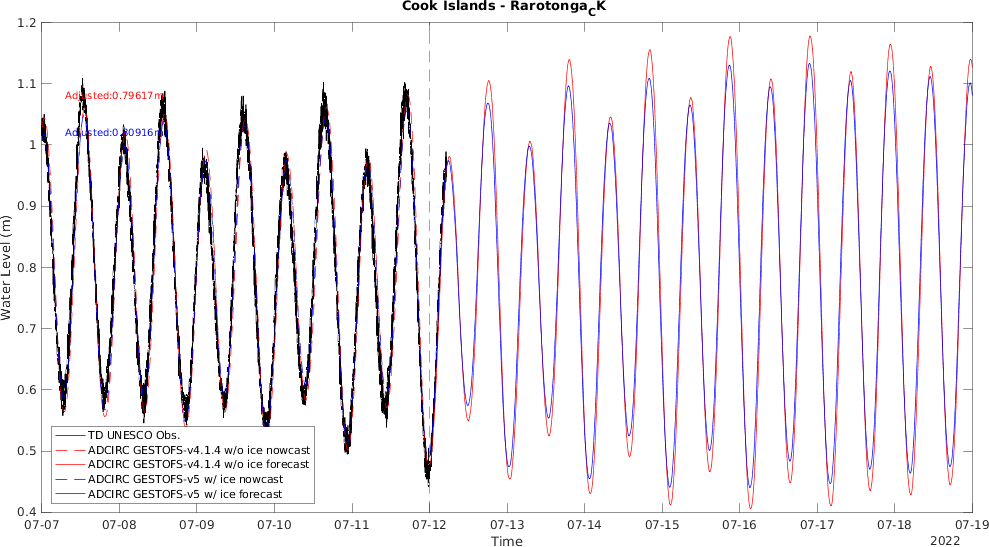 Cook Islands - Rarotonga_CK
1.2
1.1
1
0.9
0.8
0.7
0.6
0.5
0.4
Water Level (m)
Adjusted:0.79617m
Adjusted:0.80916m
TD UNESCO Obs.
ADCIRC GESTOFS-v4.1.4 w/o ice nowcast
ADCIRC GESTOFS-v4.1.4 w/o ice forecast
ADCIRC GESTOFS-v5 w/ ice nowcast
ADCIRC GESTOFS-v5 w/ ice forecast
07-07 07-08 07-09 07-10 07-11 07-12 07-13 07-14 07-15 07-16 07-17 07-18 07-19
Time
2022